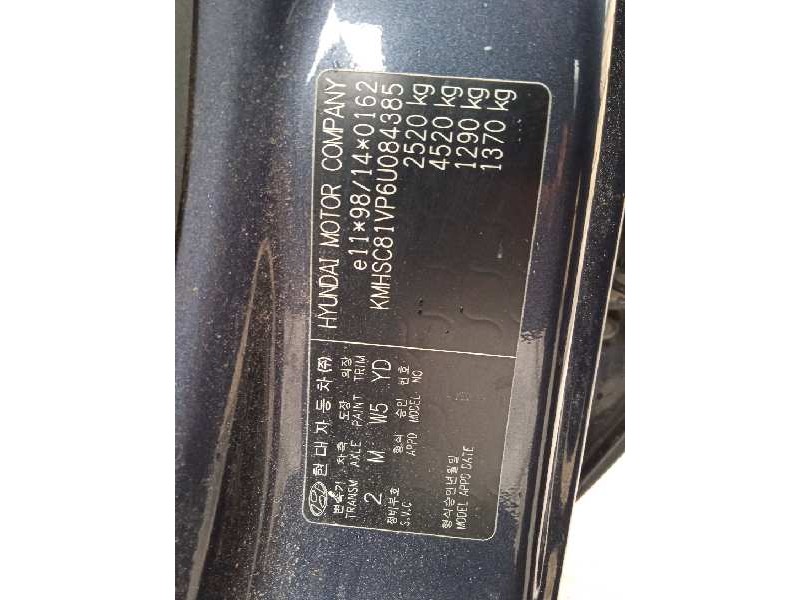 현대자동차(주) HYUNDAI MOTOR COMPANY
e11*98/14*0162
KMHSC81VP6U084385
2520 kg
4520 kg
1290 kg
1370 kg
변속기 차축 도장 외장
TRANSM AXLE PAINT TRIM
2 M W5 YD
장비부호 형식 승인 번호
S.V.C APPD MODEL NO
형식승인년월일
MODEL APPD DATE